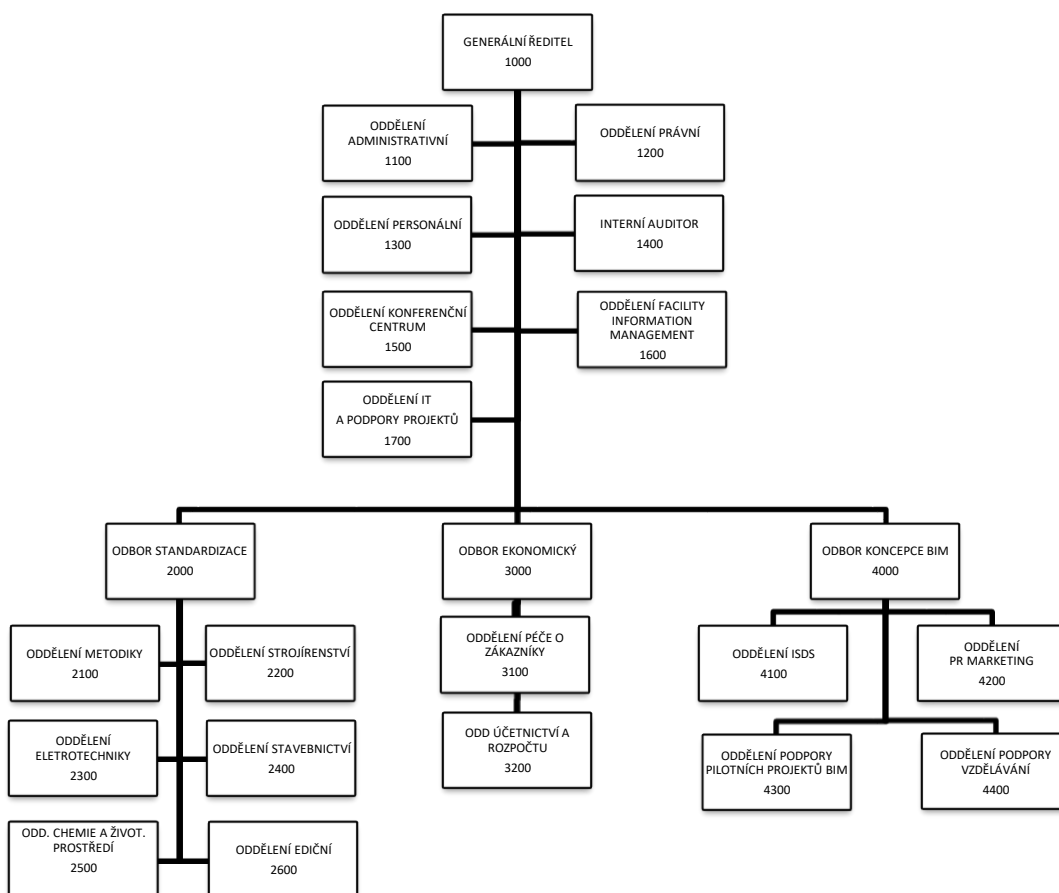 GENERÁLNÍ ŘEDITEL
1000
ODDĚLENÍ
ADMINISTRATIVNÍ
1100
ODDĚLENÍ PRÁVNÍ
1200
ODDĚLENÍ PERSONÁLNÍ
1300
INTERNÍ AUDITOR
1400
ODDĚLENÍ KONFERENČNÍ
CENTRUM
1500
ODDĚLENÍ FACILITY
INFORMATION
MANAGEMENT
1600
ODDĚLENÍ IT
A PODPORY PROJEKTŮ
1700
ODBOR STANDARDIZACE
2000
ODBOR EKONOMICKÝ
3000
ODBOR KONCEPCE BIM
4000
ODDĚLENÍ METODIKY
2100
ODDĚLENÍ STROJÍRENSTVÍ
2200
ODDĚLENÍ
ELETROTECHNIKY
2300
ODDĚLENÍ STAVEBNICTVÍ
2400
ODD. CHEMIE A ŽIVOT.
PROSTŘEDÍ
2500
ODDĚLENÍ EDIČNÍ
2600
ODDĚLENÍ PÉČE O
ZÁKAZNÍKY
3100
ODD ÚČETNICTVÍ A
ROZPOČTU
3200
ODDĚLENÍ ISDS
4100
ODDĚLENÍ
PR MARKETING
4200
ODDĚLENÍ PODPORY
PILOTNÍCH PROJEKTŮ BIM
4300
ODDĚLENÍ PODPORY
VZDĚLÁVÁNÍ
4400